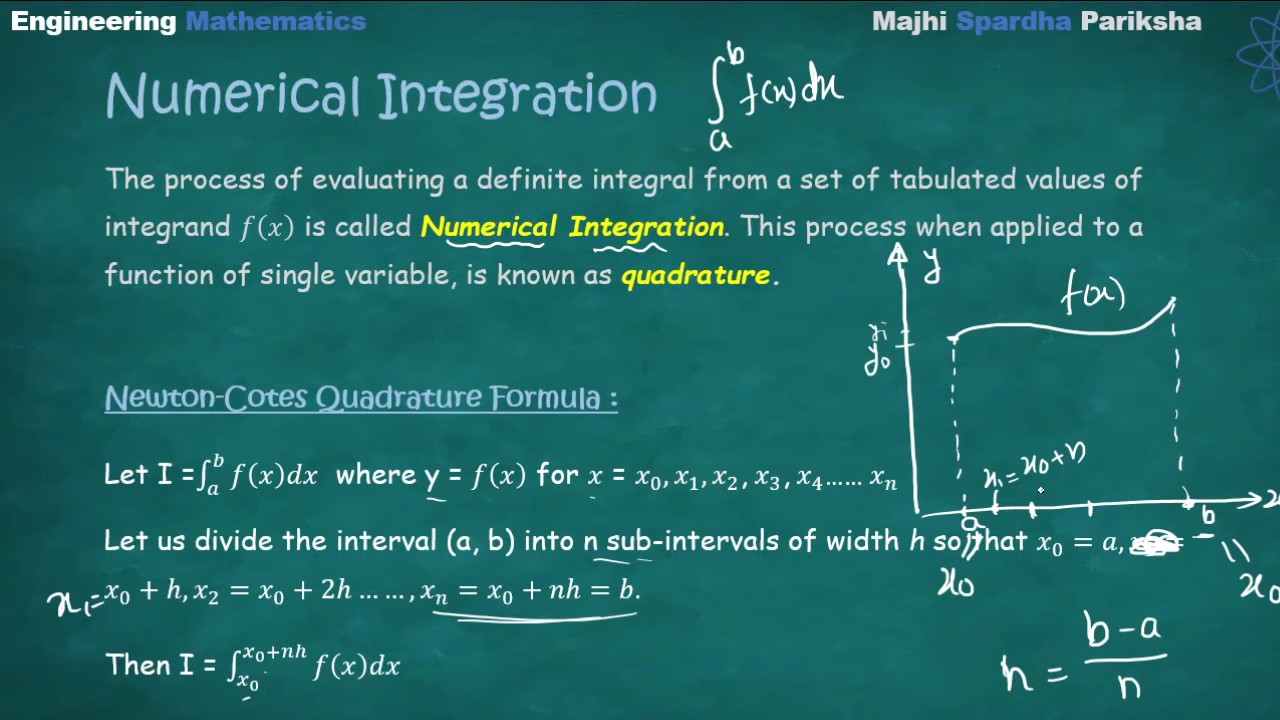 Engineering Mathematics
Majhi Spardha Pariksha
Numerical Integration
∫_a^b f(x)dx
The process of evaluating a definite integral from a set of tabulated values of
integrand f(x) is called Numerical Integration. This process when applied to a
function of single variable, is known as quadrature.
y
f(x)
y₁
y₀
Newton-Cotes Quadrature Formula :
x₁ = x₀ + h
Let I =∫_a^b f(x)dx where y = f(x) for x = x₀, x₁, x₂, x₃, x₄…… xₙ
a
b
Let us divide the interval (a, b) into n sub-intervals of width h so that x₀ = a,
x₀
x₀
x₁= x₀ + h, x₂ = x₀ + 2h … …, xₙ = x₀ + nh = b.
Then I = ∫_{x₀}^{x₀+nh} f(x)dx
h = (b-a)/n